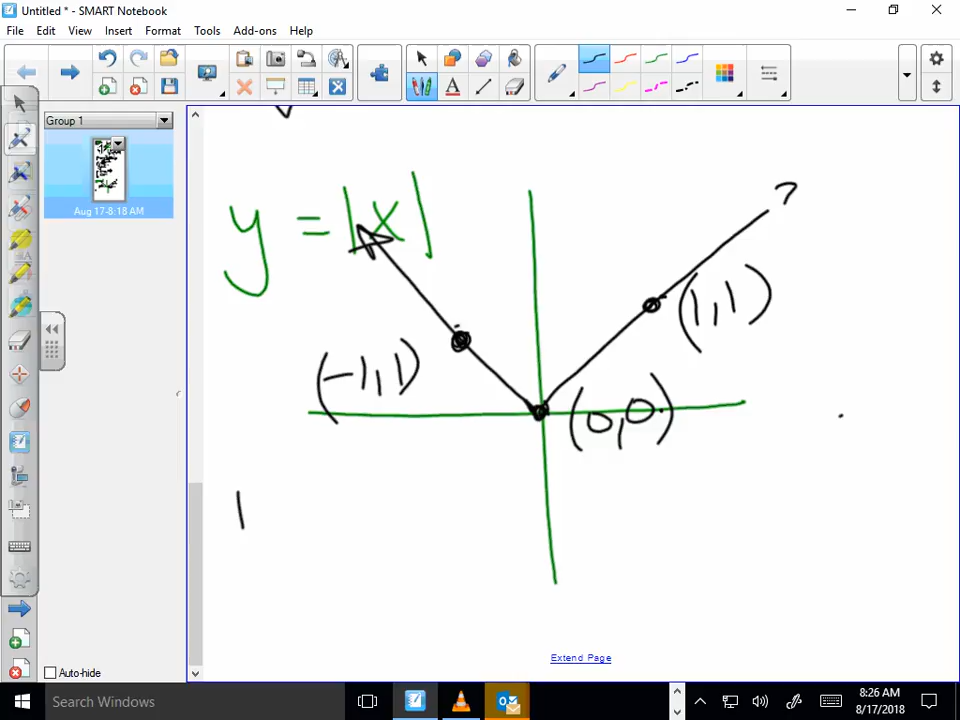 Untitled * - SMART Notebook
File Edit View Insert Format Tools Add-ons Help
Group 1
Aug 17-8:18 AM
y = |x|
(1,1)
(-1,1)
(0,0)
Extend Page
Auto-hide
Search Windows
8:26 AM
8/17/2018